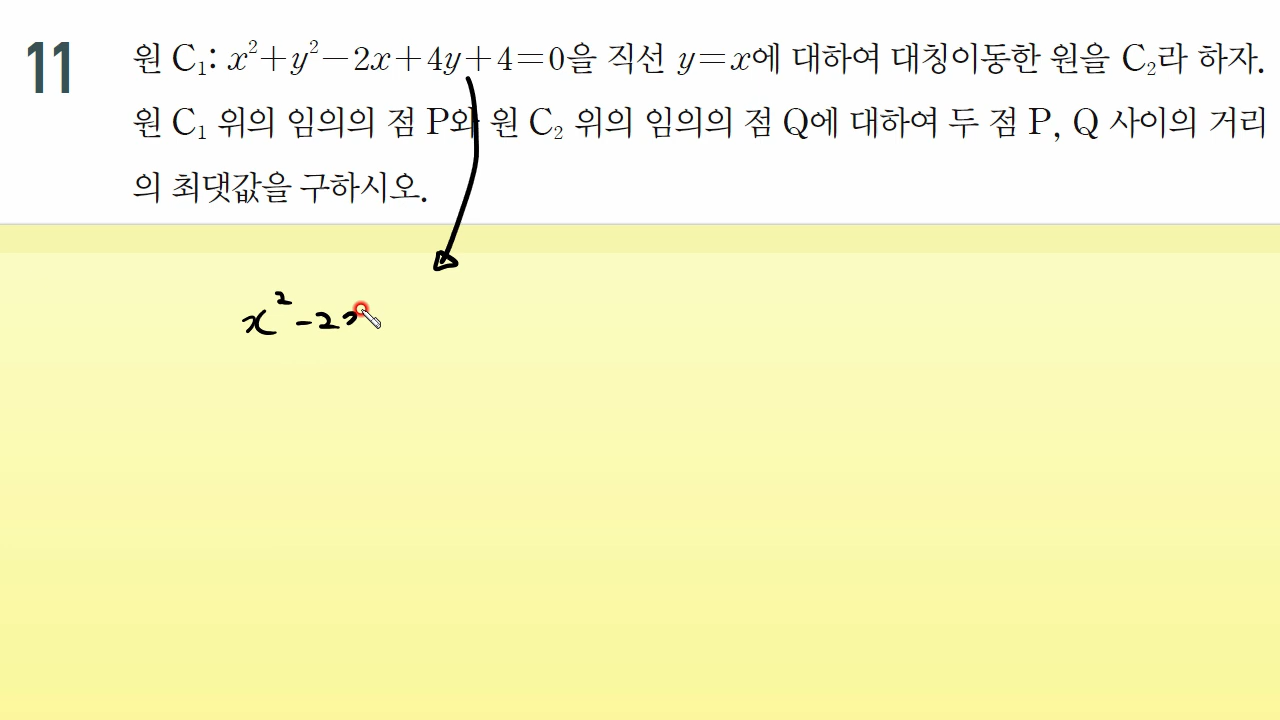 11
원 C₁: x²+y²−2x+4y+4=0을 직선 y=x에 대하여 대칭이동한 원을 C₂라 하자.
원 C₁ 위의 임의의 점 P와 원 C₂ 위의 임의의 점 Q에 대하여 두 점 P, Q 사이의 거리
의 최댓값을 구하시오.
x²-2x